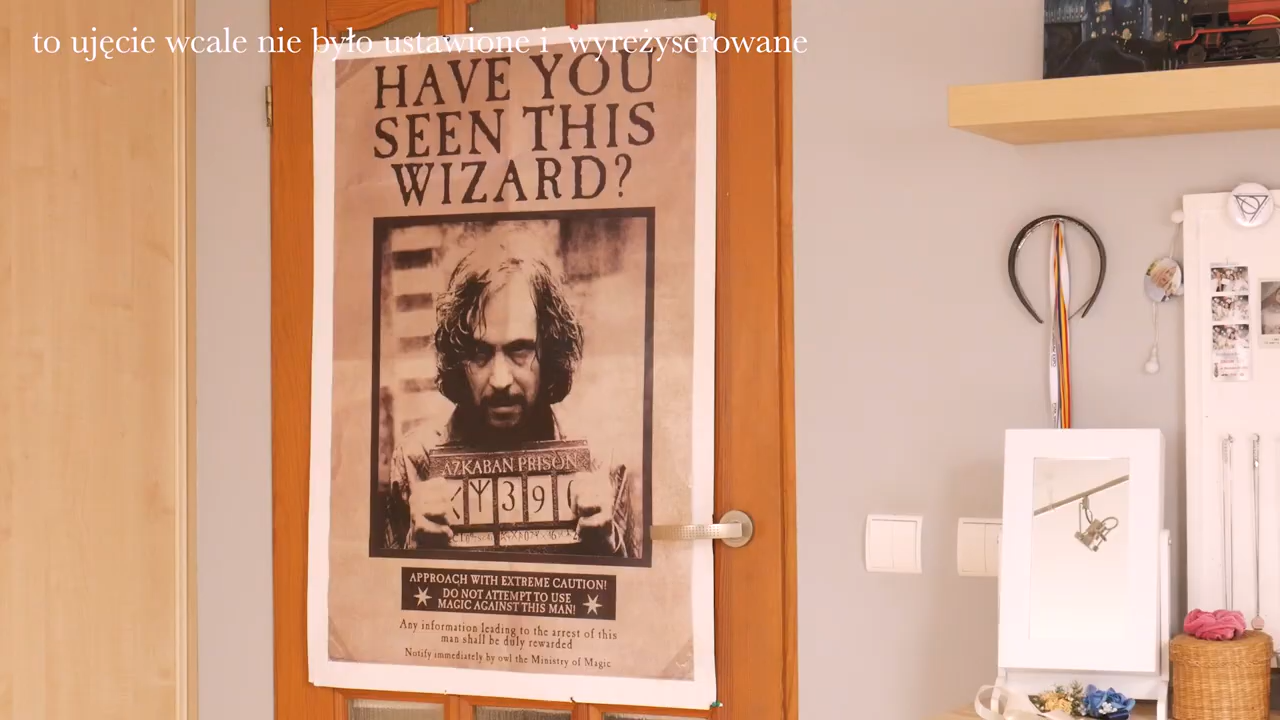 to ujęcie wcale nie było ustawione i wyreżyserowane
HAVE YOU
SEEN THIS
WIZARD?
AZKABAN PRISON
390
APPROACH WITH EXTREME CAUTION!
DO NOT ATTEMPT TO USE
MAGIC AGAINST THIS MAN!
Any information leading to the arrest of this
man shall be duly rewarded
Notify immediately by owl the Ministry of Magic